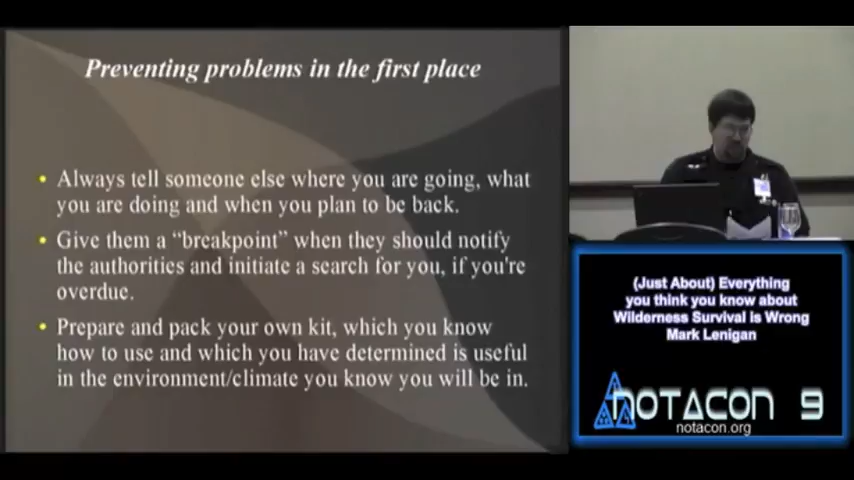 Preventing problems in the first place
• Always tell someone else where you are going, what
you are doing and when you plan to be back.
• Give them a “breakpoint” when they should notify
the authorities and initiate a search for you, if you're
overdue.
• Prepare and pack your own kit, which you know
how to use and which you have determined is useful
in the environment/climate you know you will be in.
(Just About) Everything
you think you know about
Wilderness Survival is Wrong
Mark Lenigan
NOTACON 9
notacon.org